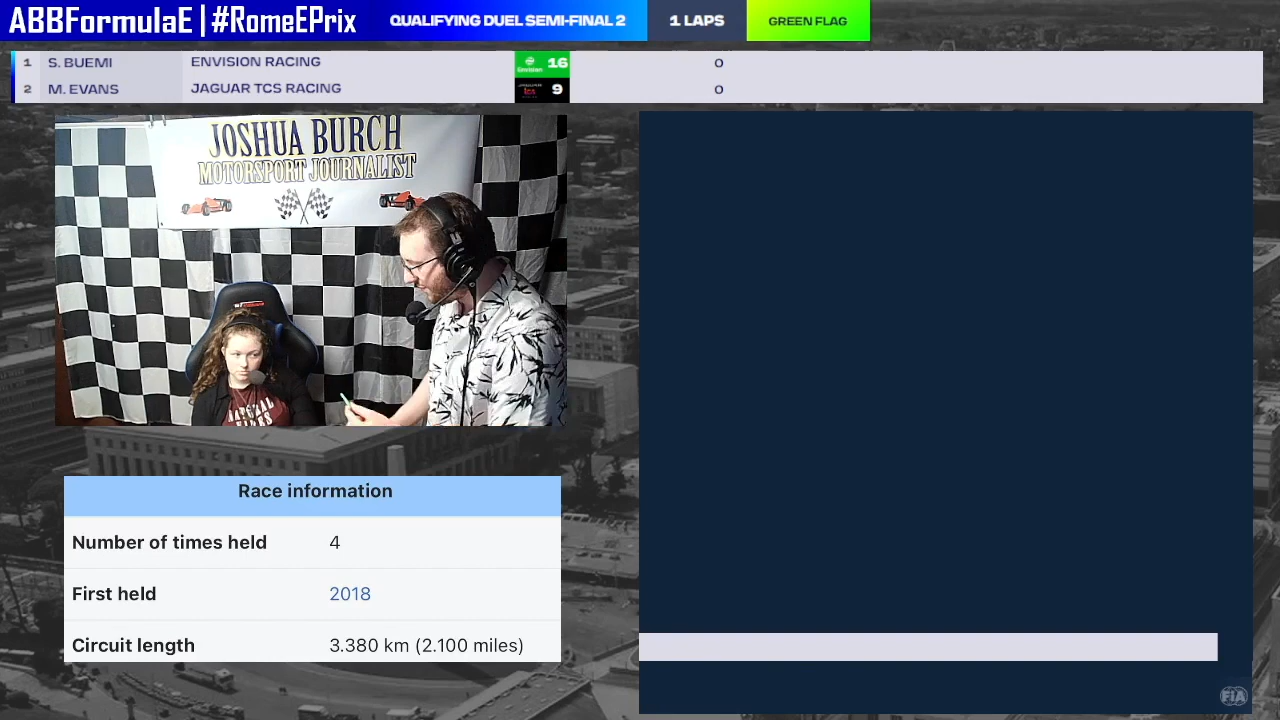 ABBFormulaE | #RomeEPrix
QUALIFYING DUEL SEMI-FINAL 2
1 LAPS
GREEN FLAG
1 S. BUEMI ENVISION RACING Envision 16 0
2 M. EVANS JAGUAR TCS RACING 9 0
JOSHUA BURCH
MOTORSPORT JOURNALIST
Race information
Number of times held 4
First held 2018
Circuit length 3.380 km (2.100 miles)
FIA